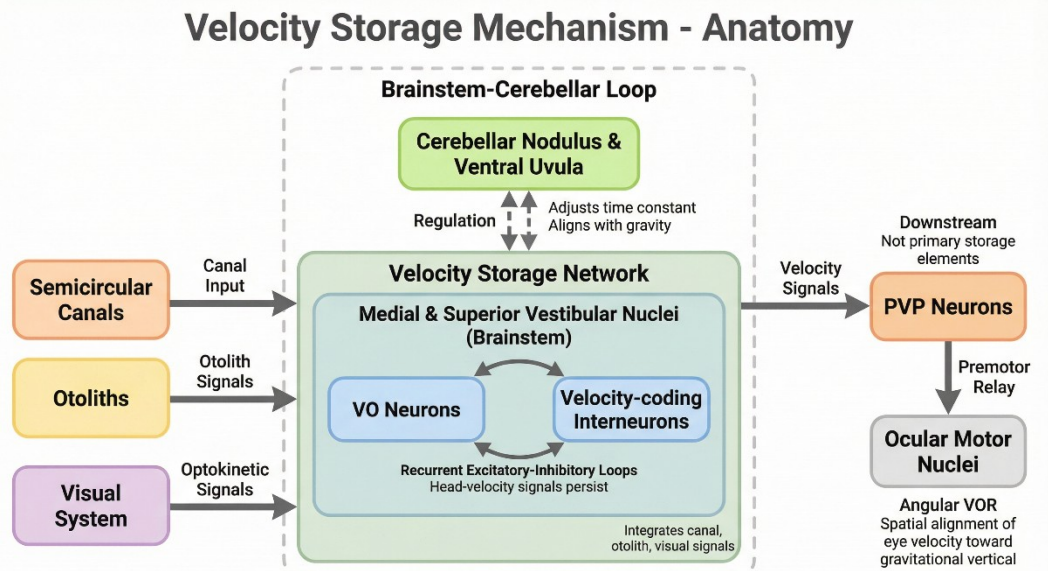 Velocity Storage Mechanism - Anatomy
Brainstem-Cerebellar Loop
Cerebellar Nodulus &
Ventral Uvula
Regulation
Adjusts time constant
Aligns with gravity
Semicircular
Canals
Canal
Input
Otoliths
Otolith
Signals
Visual
System
Optokinetic
Signals
Velocity Storage Network
Medial & Superior Vestibular Nuclei
(Brainstem)
VO Neurons
Velocity-coding
Interneurons
Recurrent Excitatory-Inhibitory Loops
Head-velocity signals persist
Integrates canal,
otolith, visual signals
Velocity
Signals
Downstream
Not primary storage
elements
PVP Neurons
Premotor
Relay
Ocular Motor
Nuclei
Angular VOR
Spatial alignment of
eye velocity toward
gravitational vertical